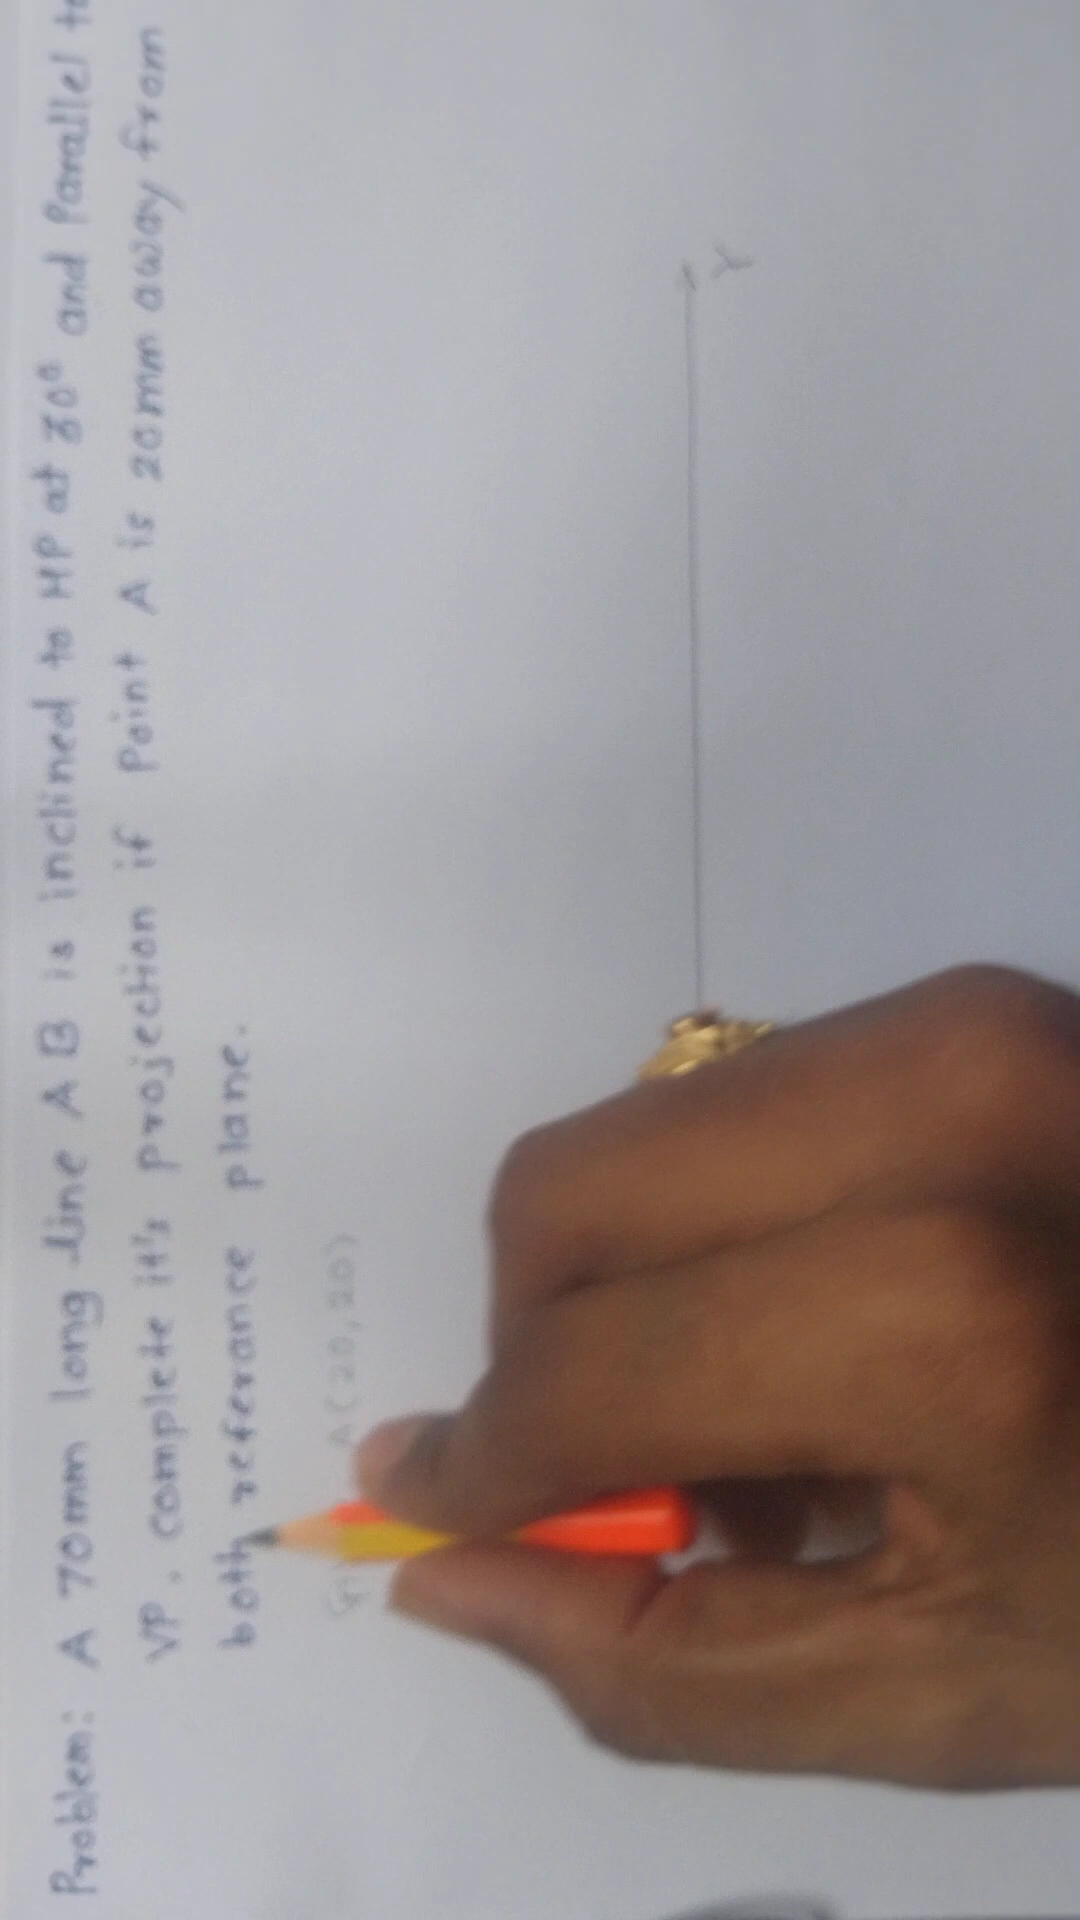 Problem: A 70mm long line AB is inclined to HP at 30° and Parallel to
VP, complete it's projection if Point A is 20mm away from
both referance plane.
A(20,20)
Y